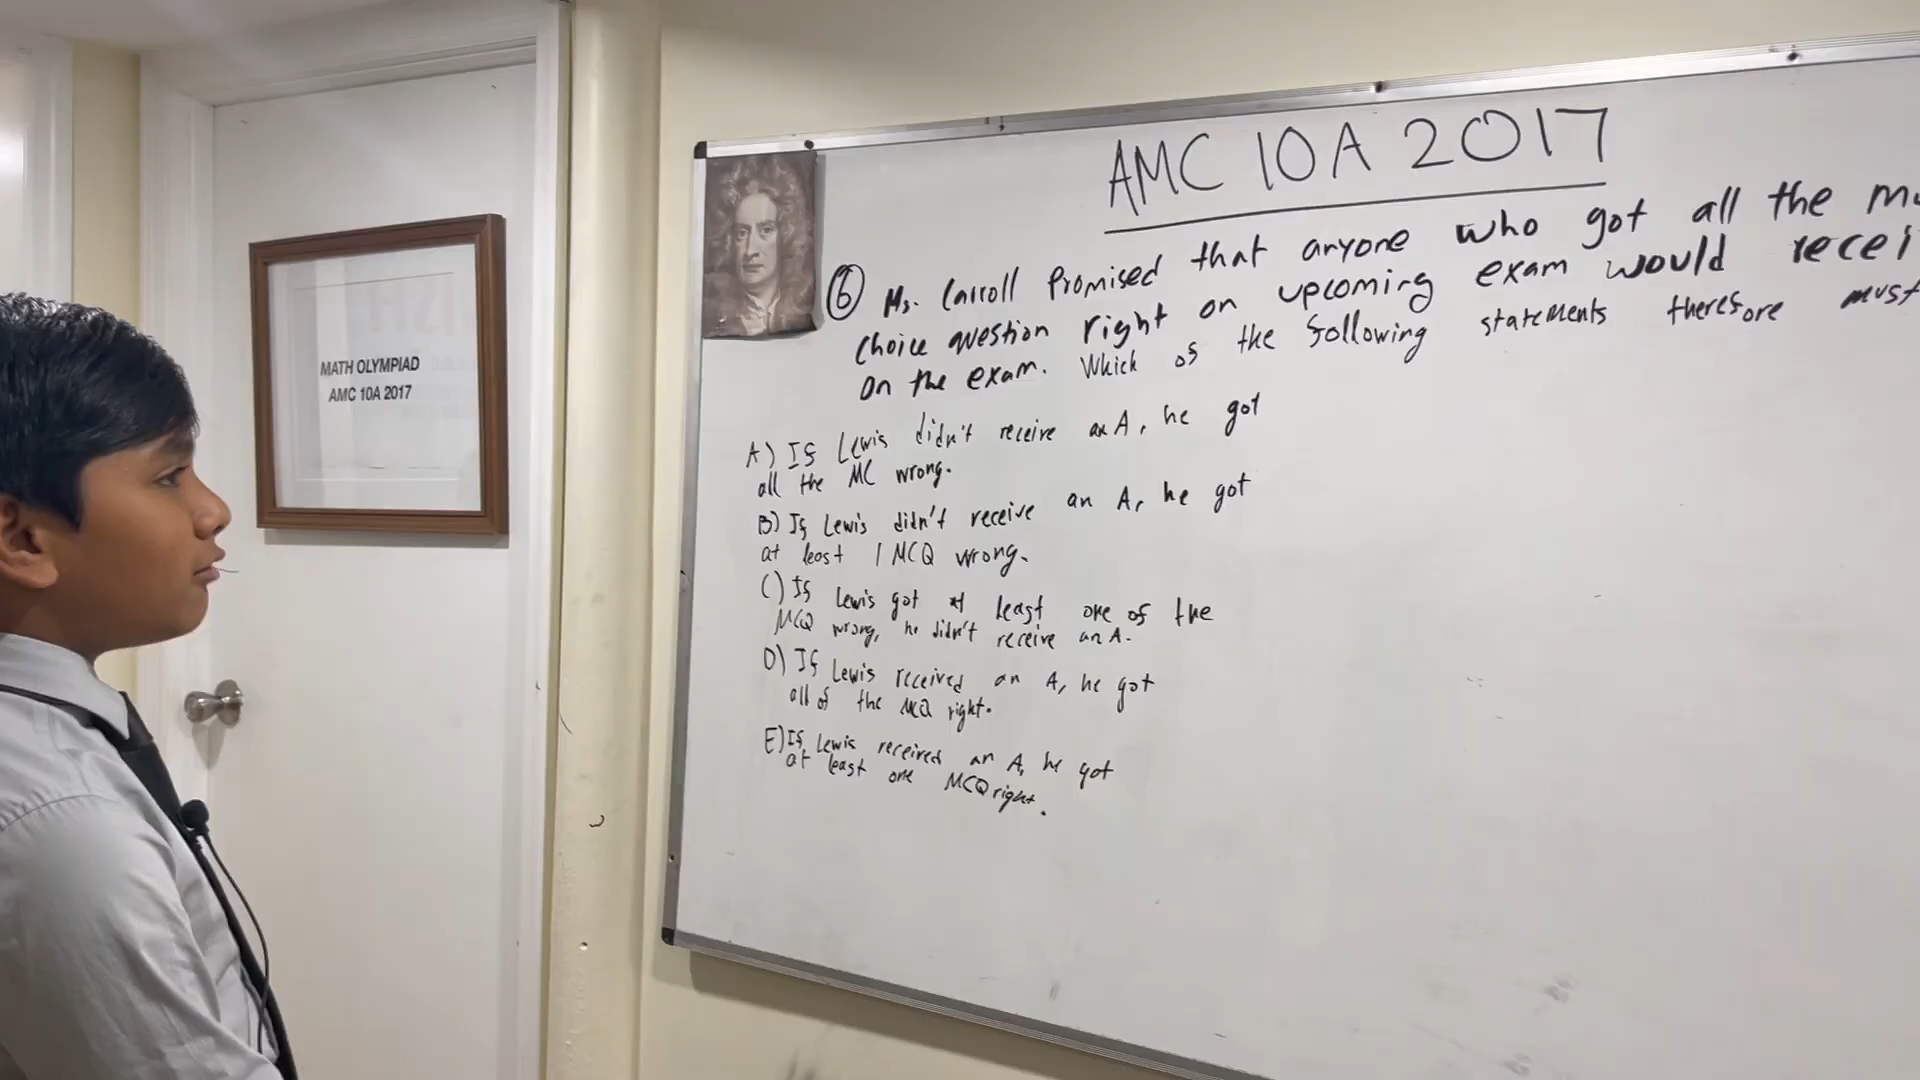 MATH OLYMPIAD
AMC 10A 2017
AMC 10A 2017
6 Ms. Carroll Promised that anyone who got all the mu
choice question right on upcoming exam would recei
on the exam. Which of the following statements therefore must
A) If Lewis didn't receive an A, he got
all the MC wrong.
B) If Lewis didn't receive an A, he got
at least 1 MCQ wrong.
C) If Lewis got at least one of the
MCQ wrong, he didn't receive an A.
D) If Lewis received an A, he got
all of the MCQ right.
E) If Lewis received an A, he got
at least one MCQ right.